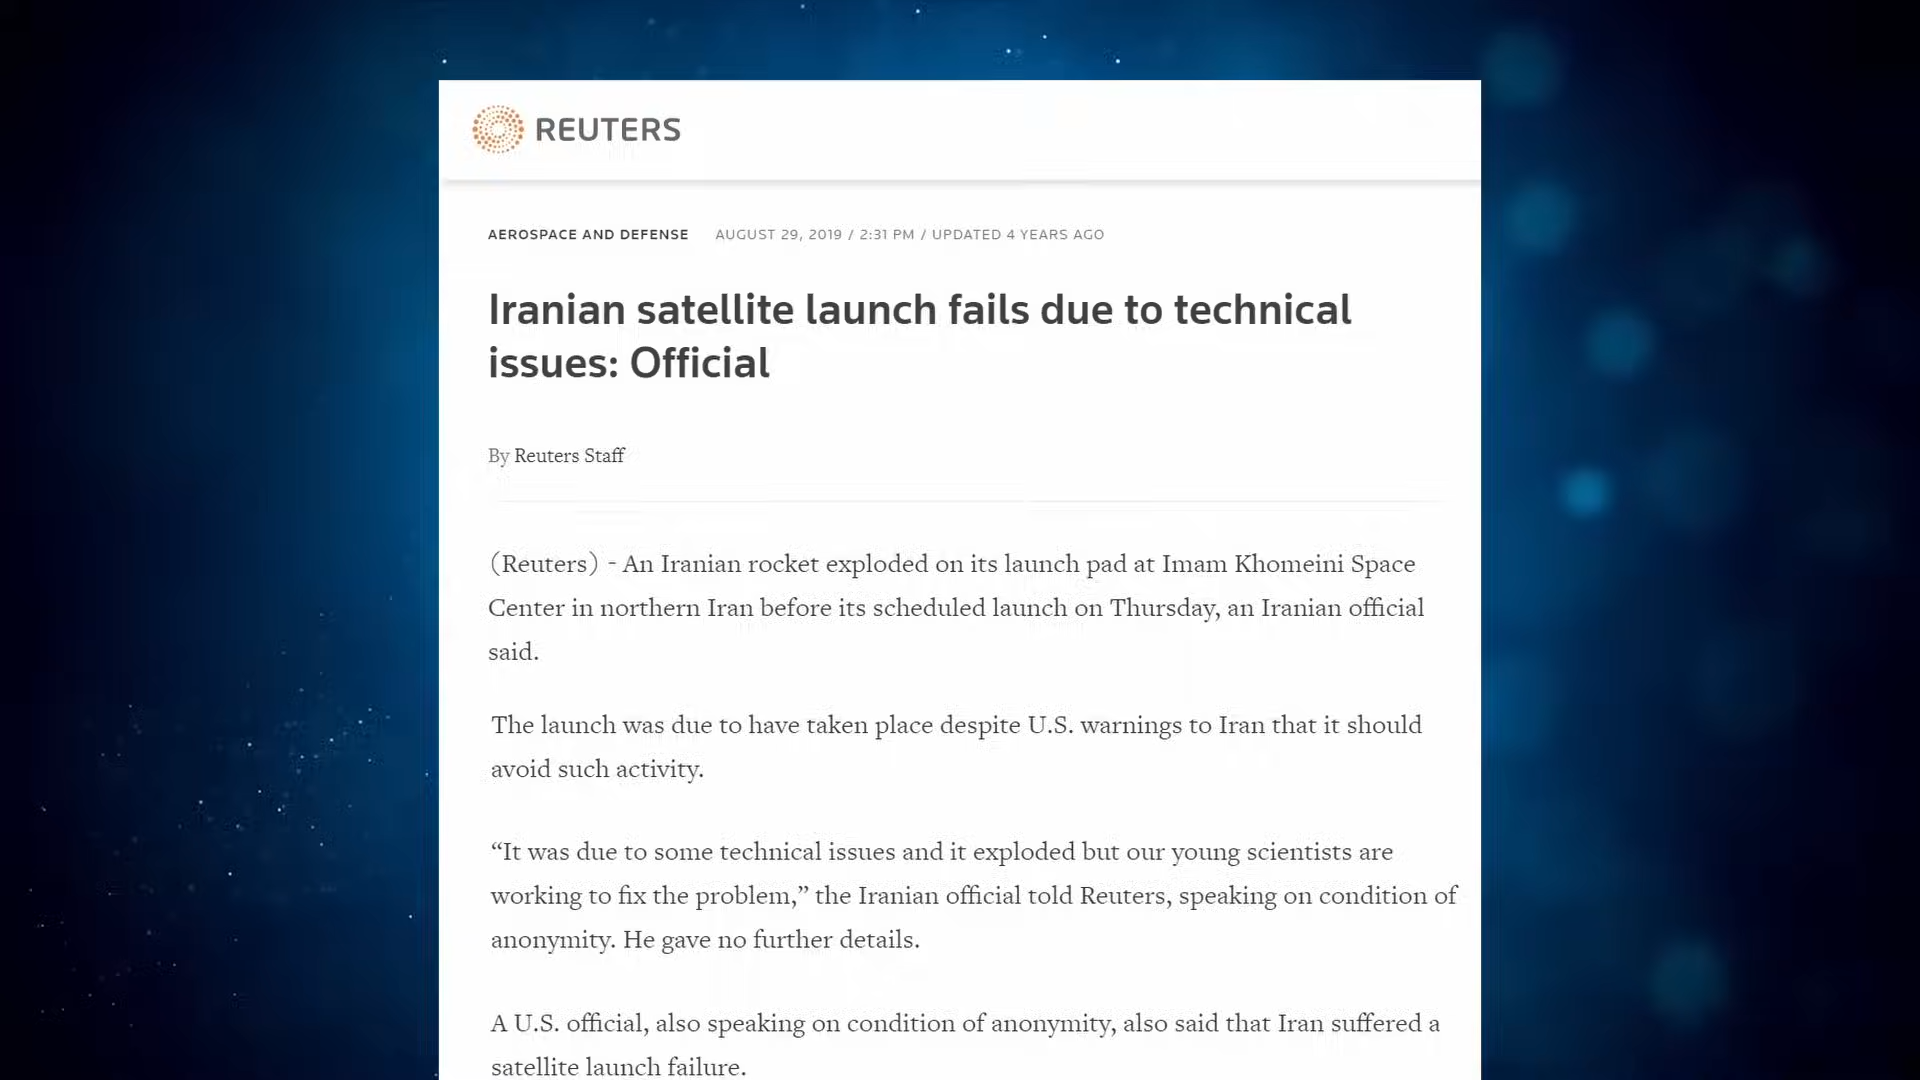 REUTERS
AEROSPACE AND DEFENSE AUGUST 29, 2019 / 2:31 PM / UPDATED 4 YEARS AGO
Iranian satellite launch fails due to technical
issues: Official
By Reuters Staff
(Reuters) - An Iranian rocket exploded on its launch pad at Imam Khomeini Space
Center in northern Iran before its scheduled launch on Thursday, an Iranian official
said.
The launch was due to have taken place despite U.S. warnings to Iran that it should
avoid such activity.
“It was due to some technical issues and it exploded but our young scientists are
working to fix the problem,” the Iranian official told Reuters, speaking on condition of
anonymity. He gave no further details.
A U.S. official, also speaking on condition of anonymity, also said that Iran suffered a
satellite launch failure.